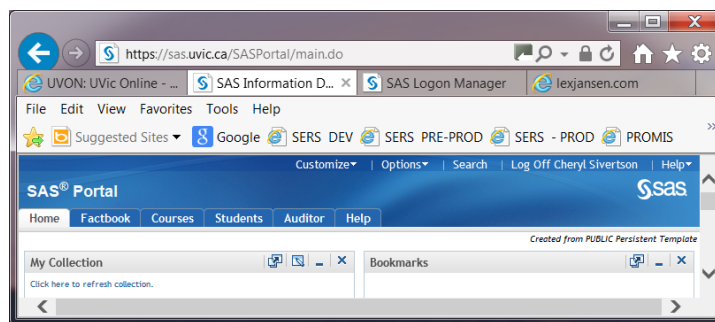 https://sas.uvic.ca/SASPortal/main.do
UVON: UVic Online - ... SAS Information D... SAS Logon Manager lexjansen.com
File Edit View Favorites Tools Help
Suggested Sites Google SERS DEV SERS PRE-PROD SERS - PROD PROMIS
Customize | Options | Search | Log Off Cheryl Sivertson | Help
SAS® Portal sas
Home Factbook Courses Students Auditor Help
Created from PUBLIC Persistent Template
My Collection Bookmarks
Click here to refresh collection.